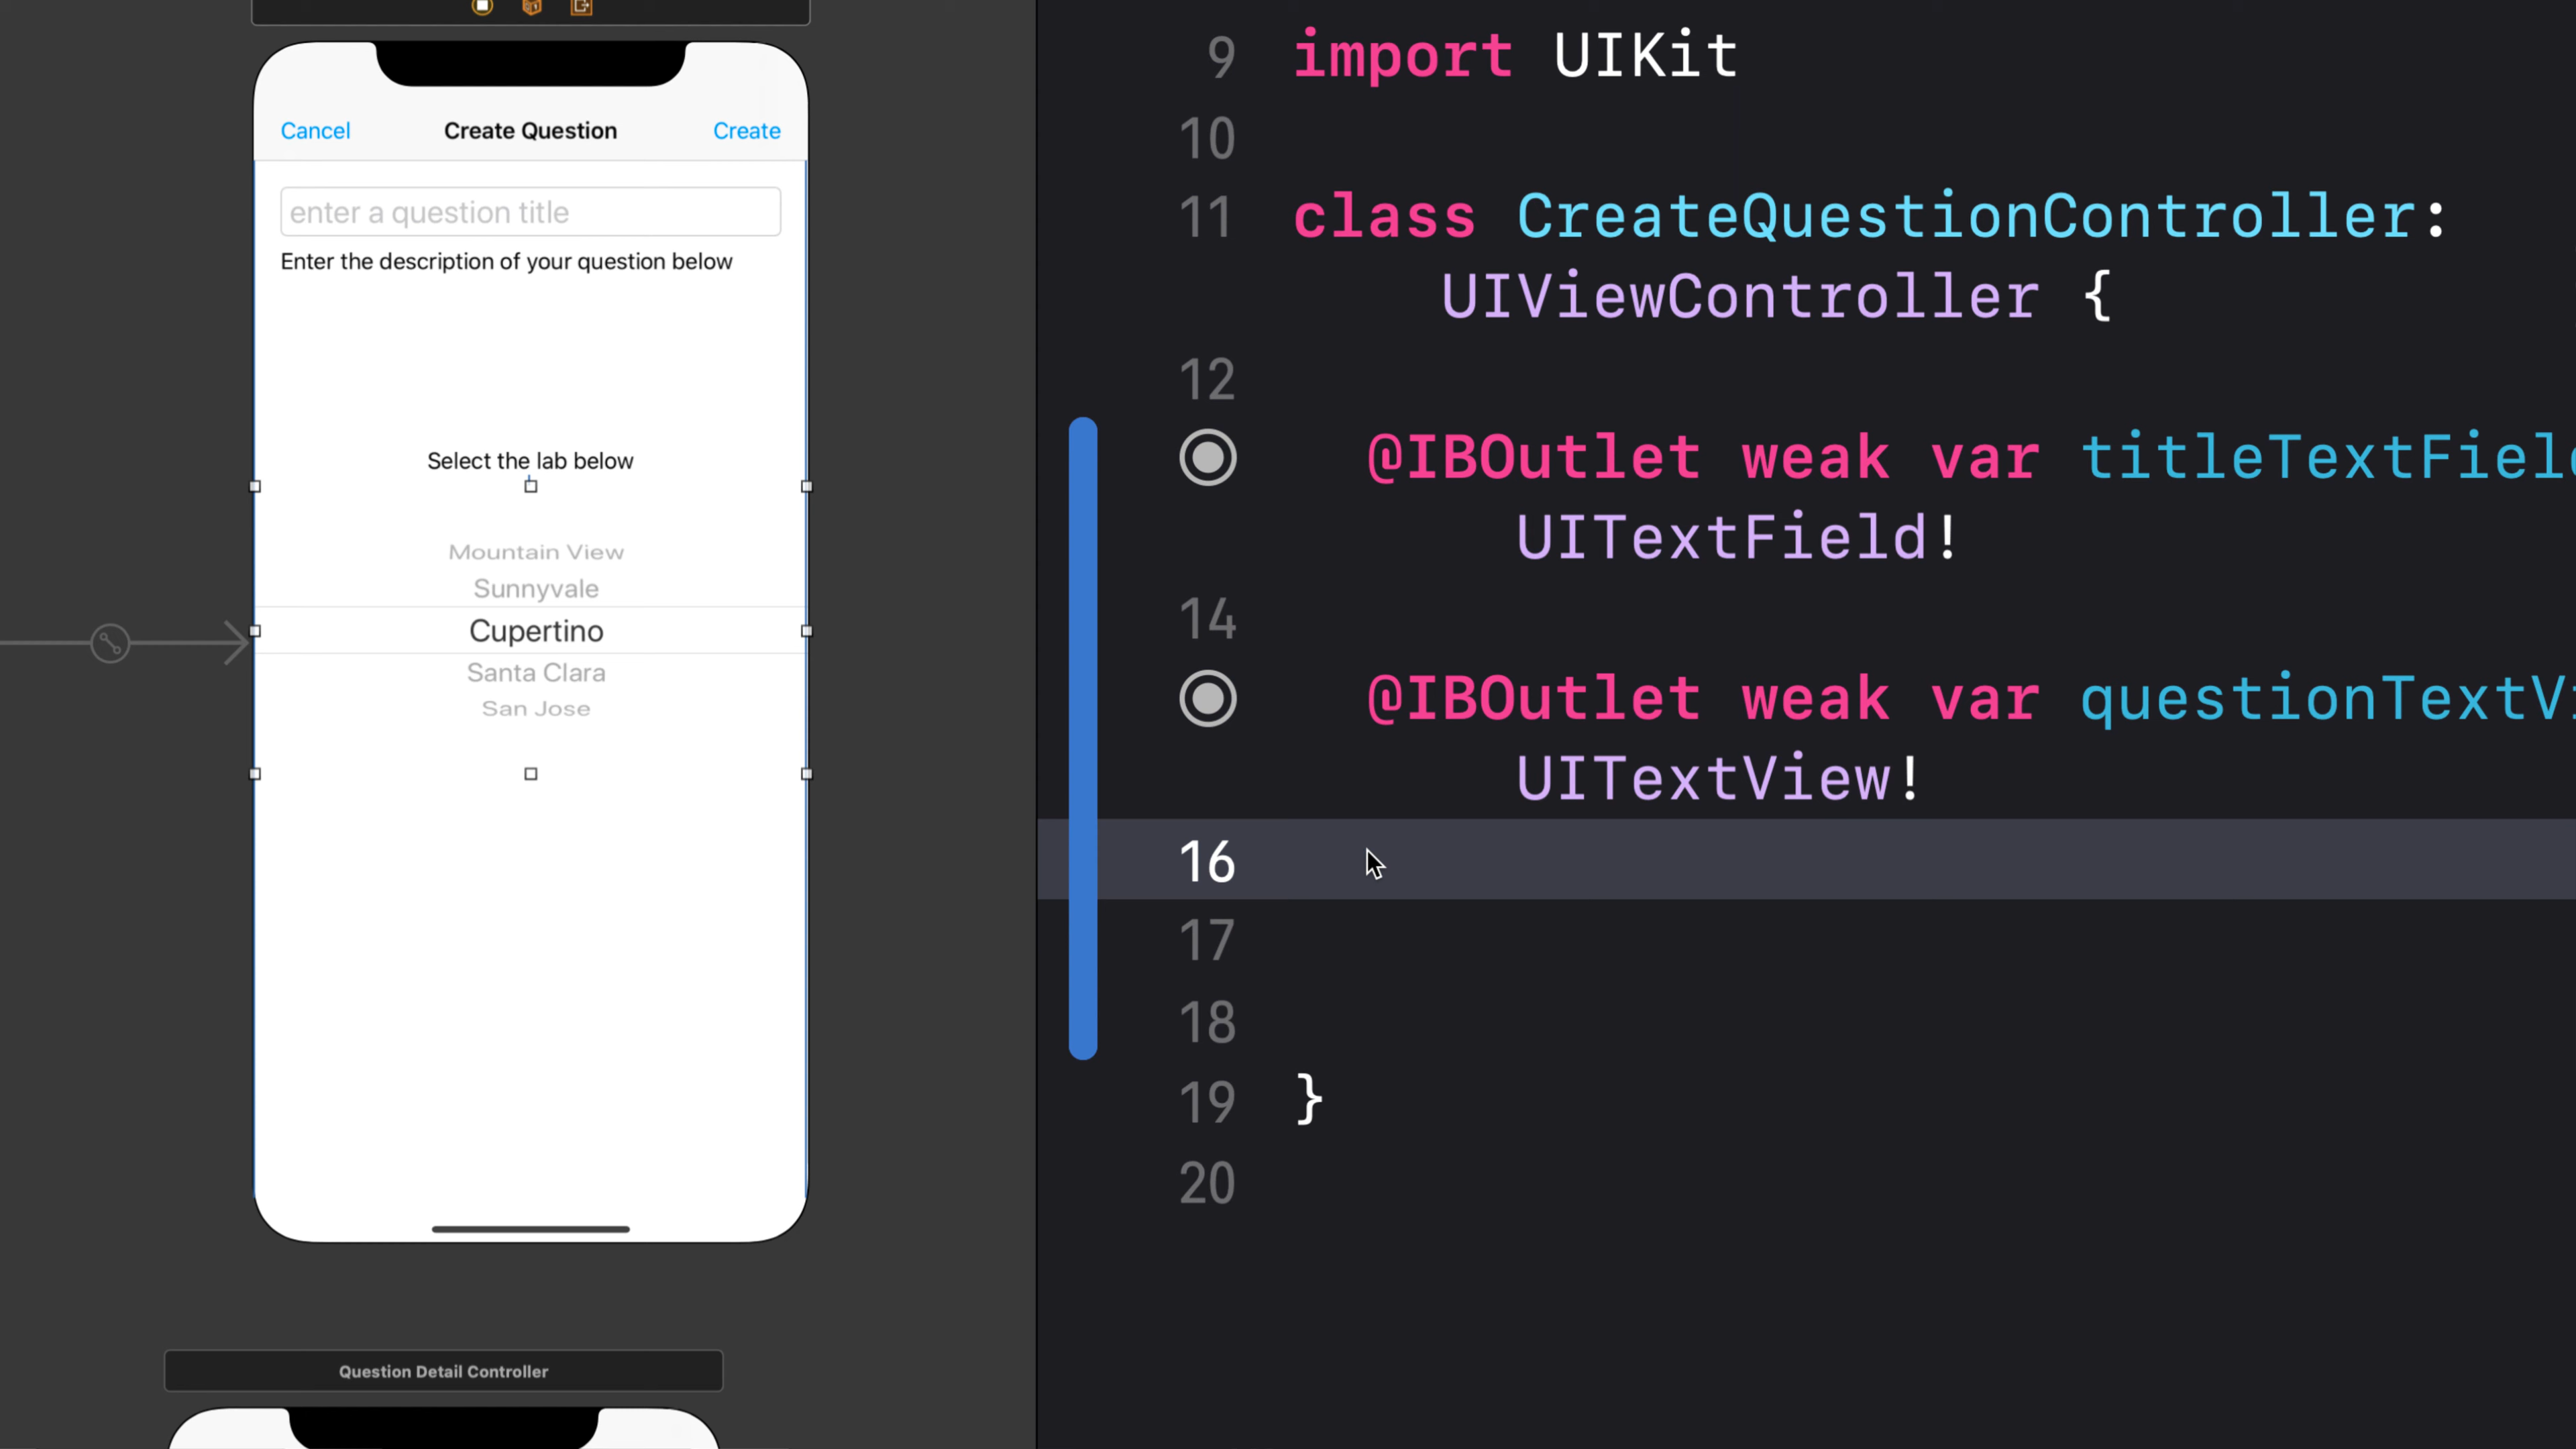 Cancel Create Question Create
enter a question title
Enter the description of your question below
Select the lab below
Mountain View
Sunnyvale
Cupertino
Santa Clara
San Jose
Question Detail Controller
9 import UIKit
10
11 class CreateQuestionController:
UIViewController {
12
@IBOutlet weak var titleTextField
UITextField!
14
@IBOutlet weak var questionTextVi
UITextView!
16
17
18
19 }
20